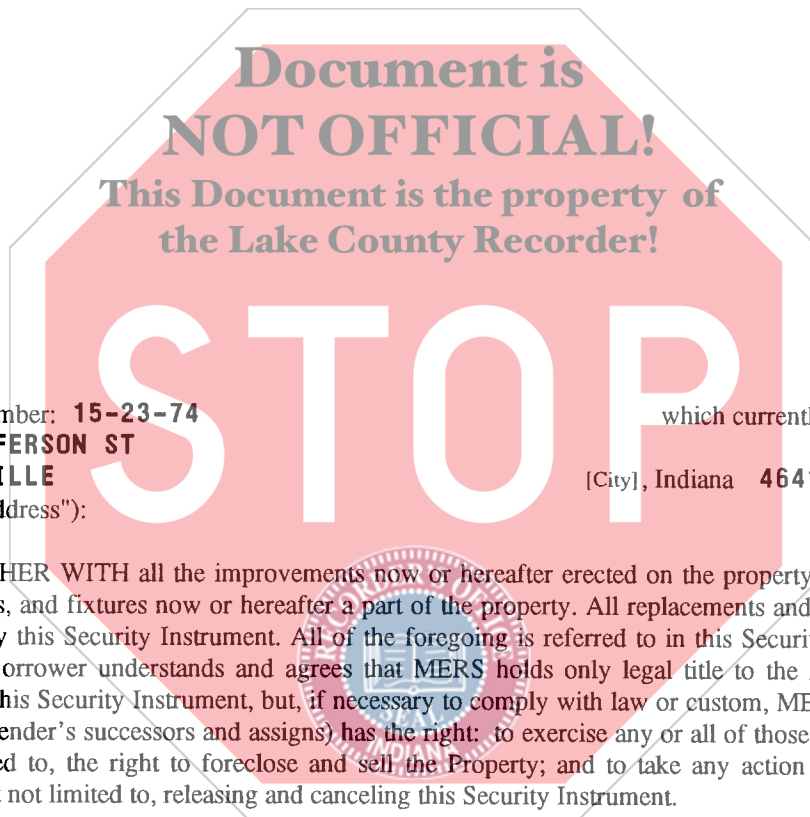 Document is
NOT OFFICIAL!
This Document is the property of
the Lake County Recorder!
STOP
mber: 15-23-74 which currentl
FERSON ST
ILLE [City], Indiana 464
ddress"):
HER WITH all the improvements now or hereafter erected on the property
s, and fixtures now or hereafter a part of the property. All replacements and
y this Security Instrument. All of the foregoing is referred to in this Securi
orrower understands and agrees that MERS holds only legal title to the
his Security Instrument, but, if necessary to comply with law or custom, ME
ender's successors and assigns) has the right: to exercise any or all of those
ed to, the right to foreclose and sell the Property; and to take any action
t not limited to, releasing and canceling this Security Instrument.
RECORDER'S OFFICE
SEAL
INDIANA